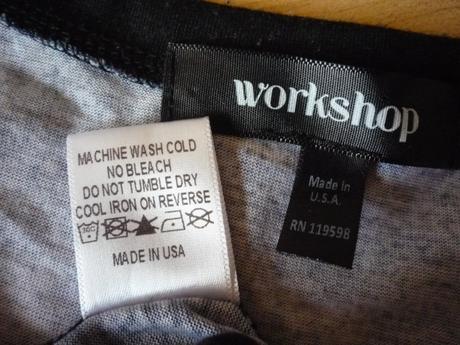 workshop
Made in
U.S.A.
RN 119598
MACHINE WASH COLD
NO BLEACH
DO NOT TUMBLE DRY
COOL IRON ON REVERSE
MADE IN USA